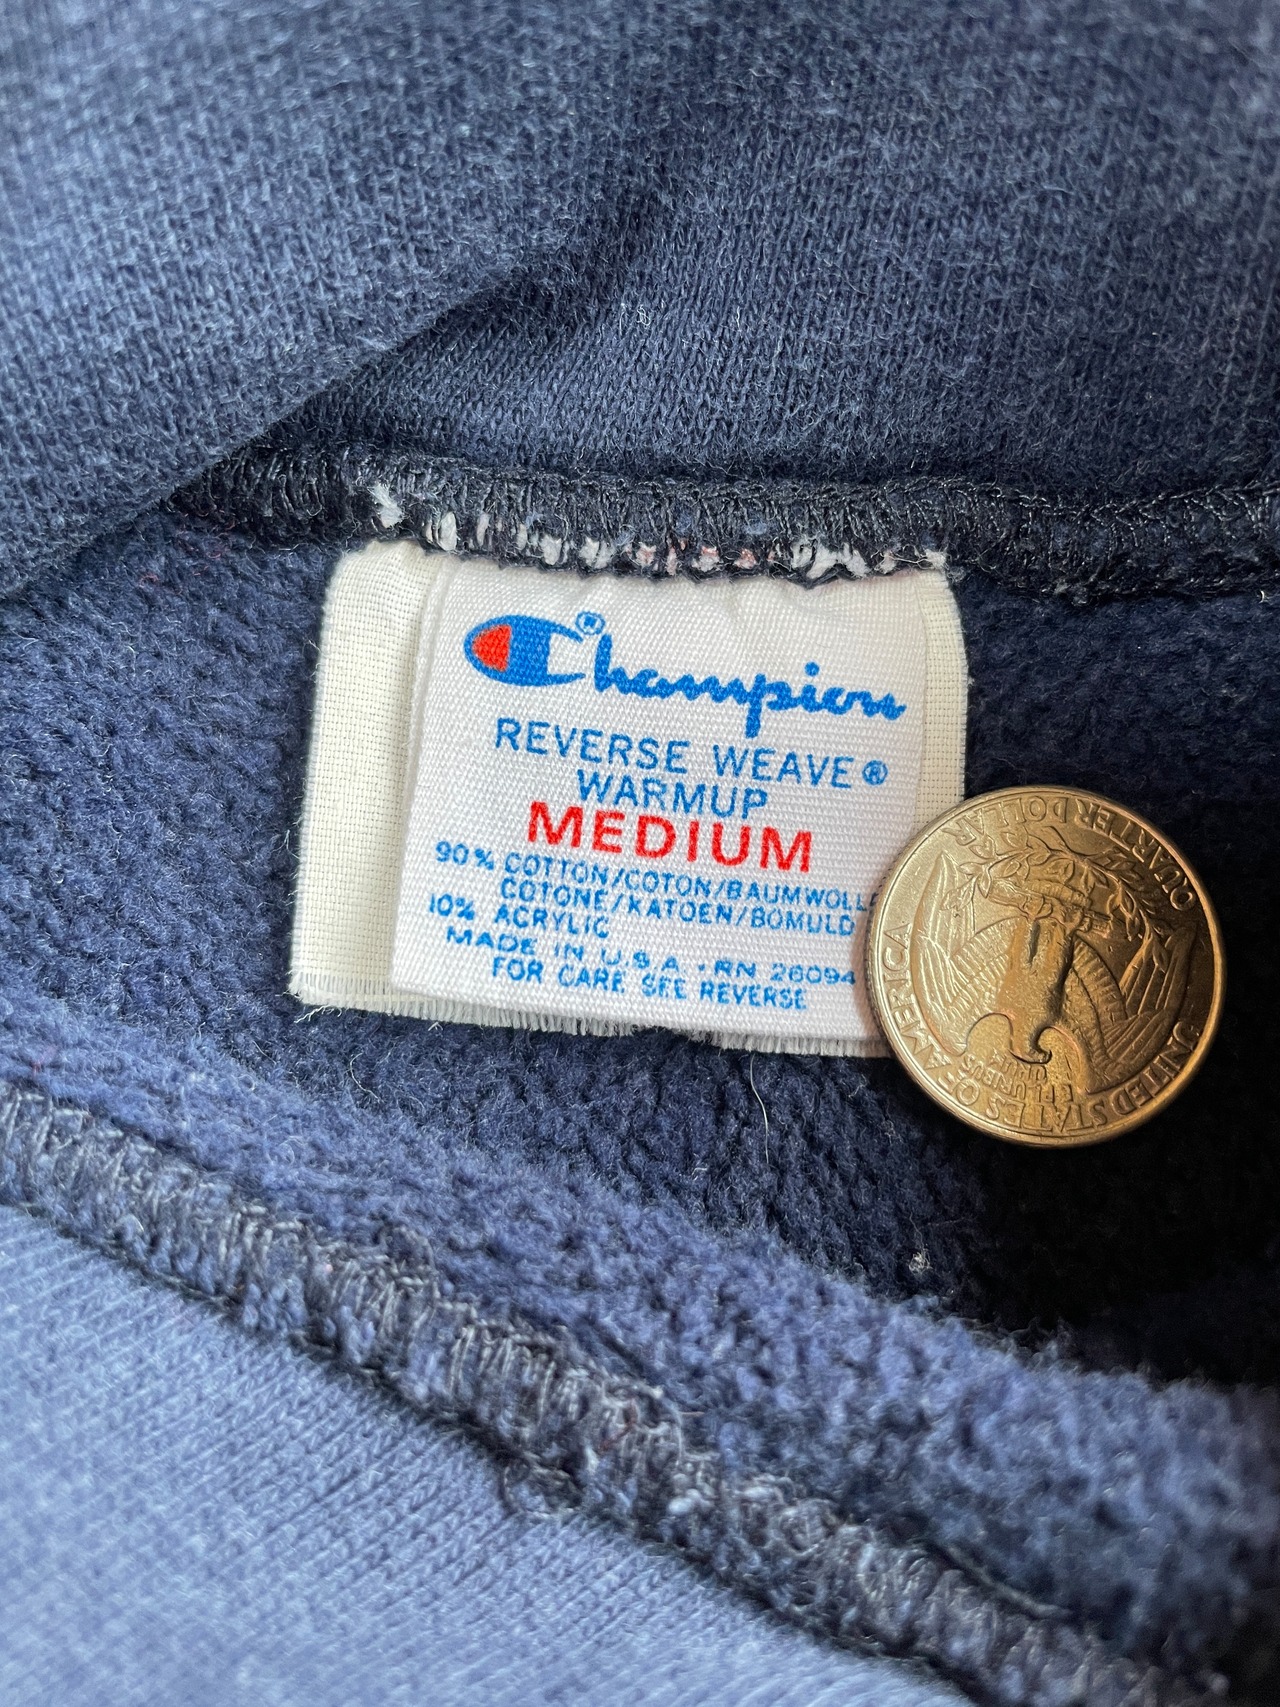 Champion®
REVERSE WEAVE®
WARMUP
MEDIUM
90% COTTON/COTON/BAUMWOLLE
COTONE/KATOEN/BOMULD
10% ACRYLIC
MADE IN U.S.A. • RN 26094
FOR CARE SEE REVERSE
UNITED STATES OF AMERICA
E PLURIBUS
UNUM
QUARTER DOLLAR